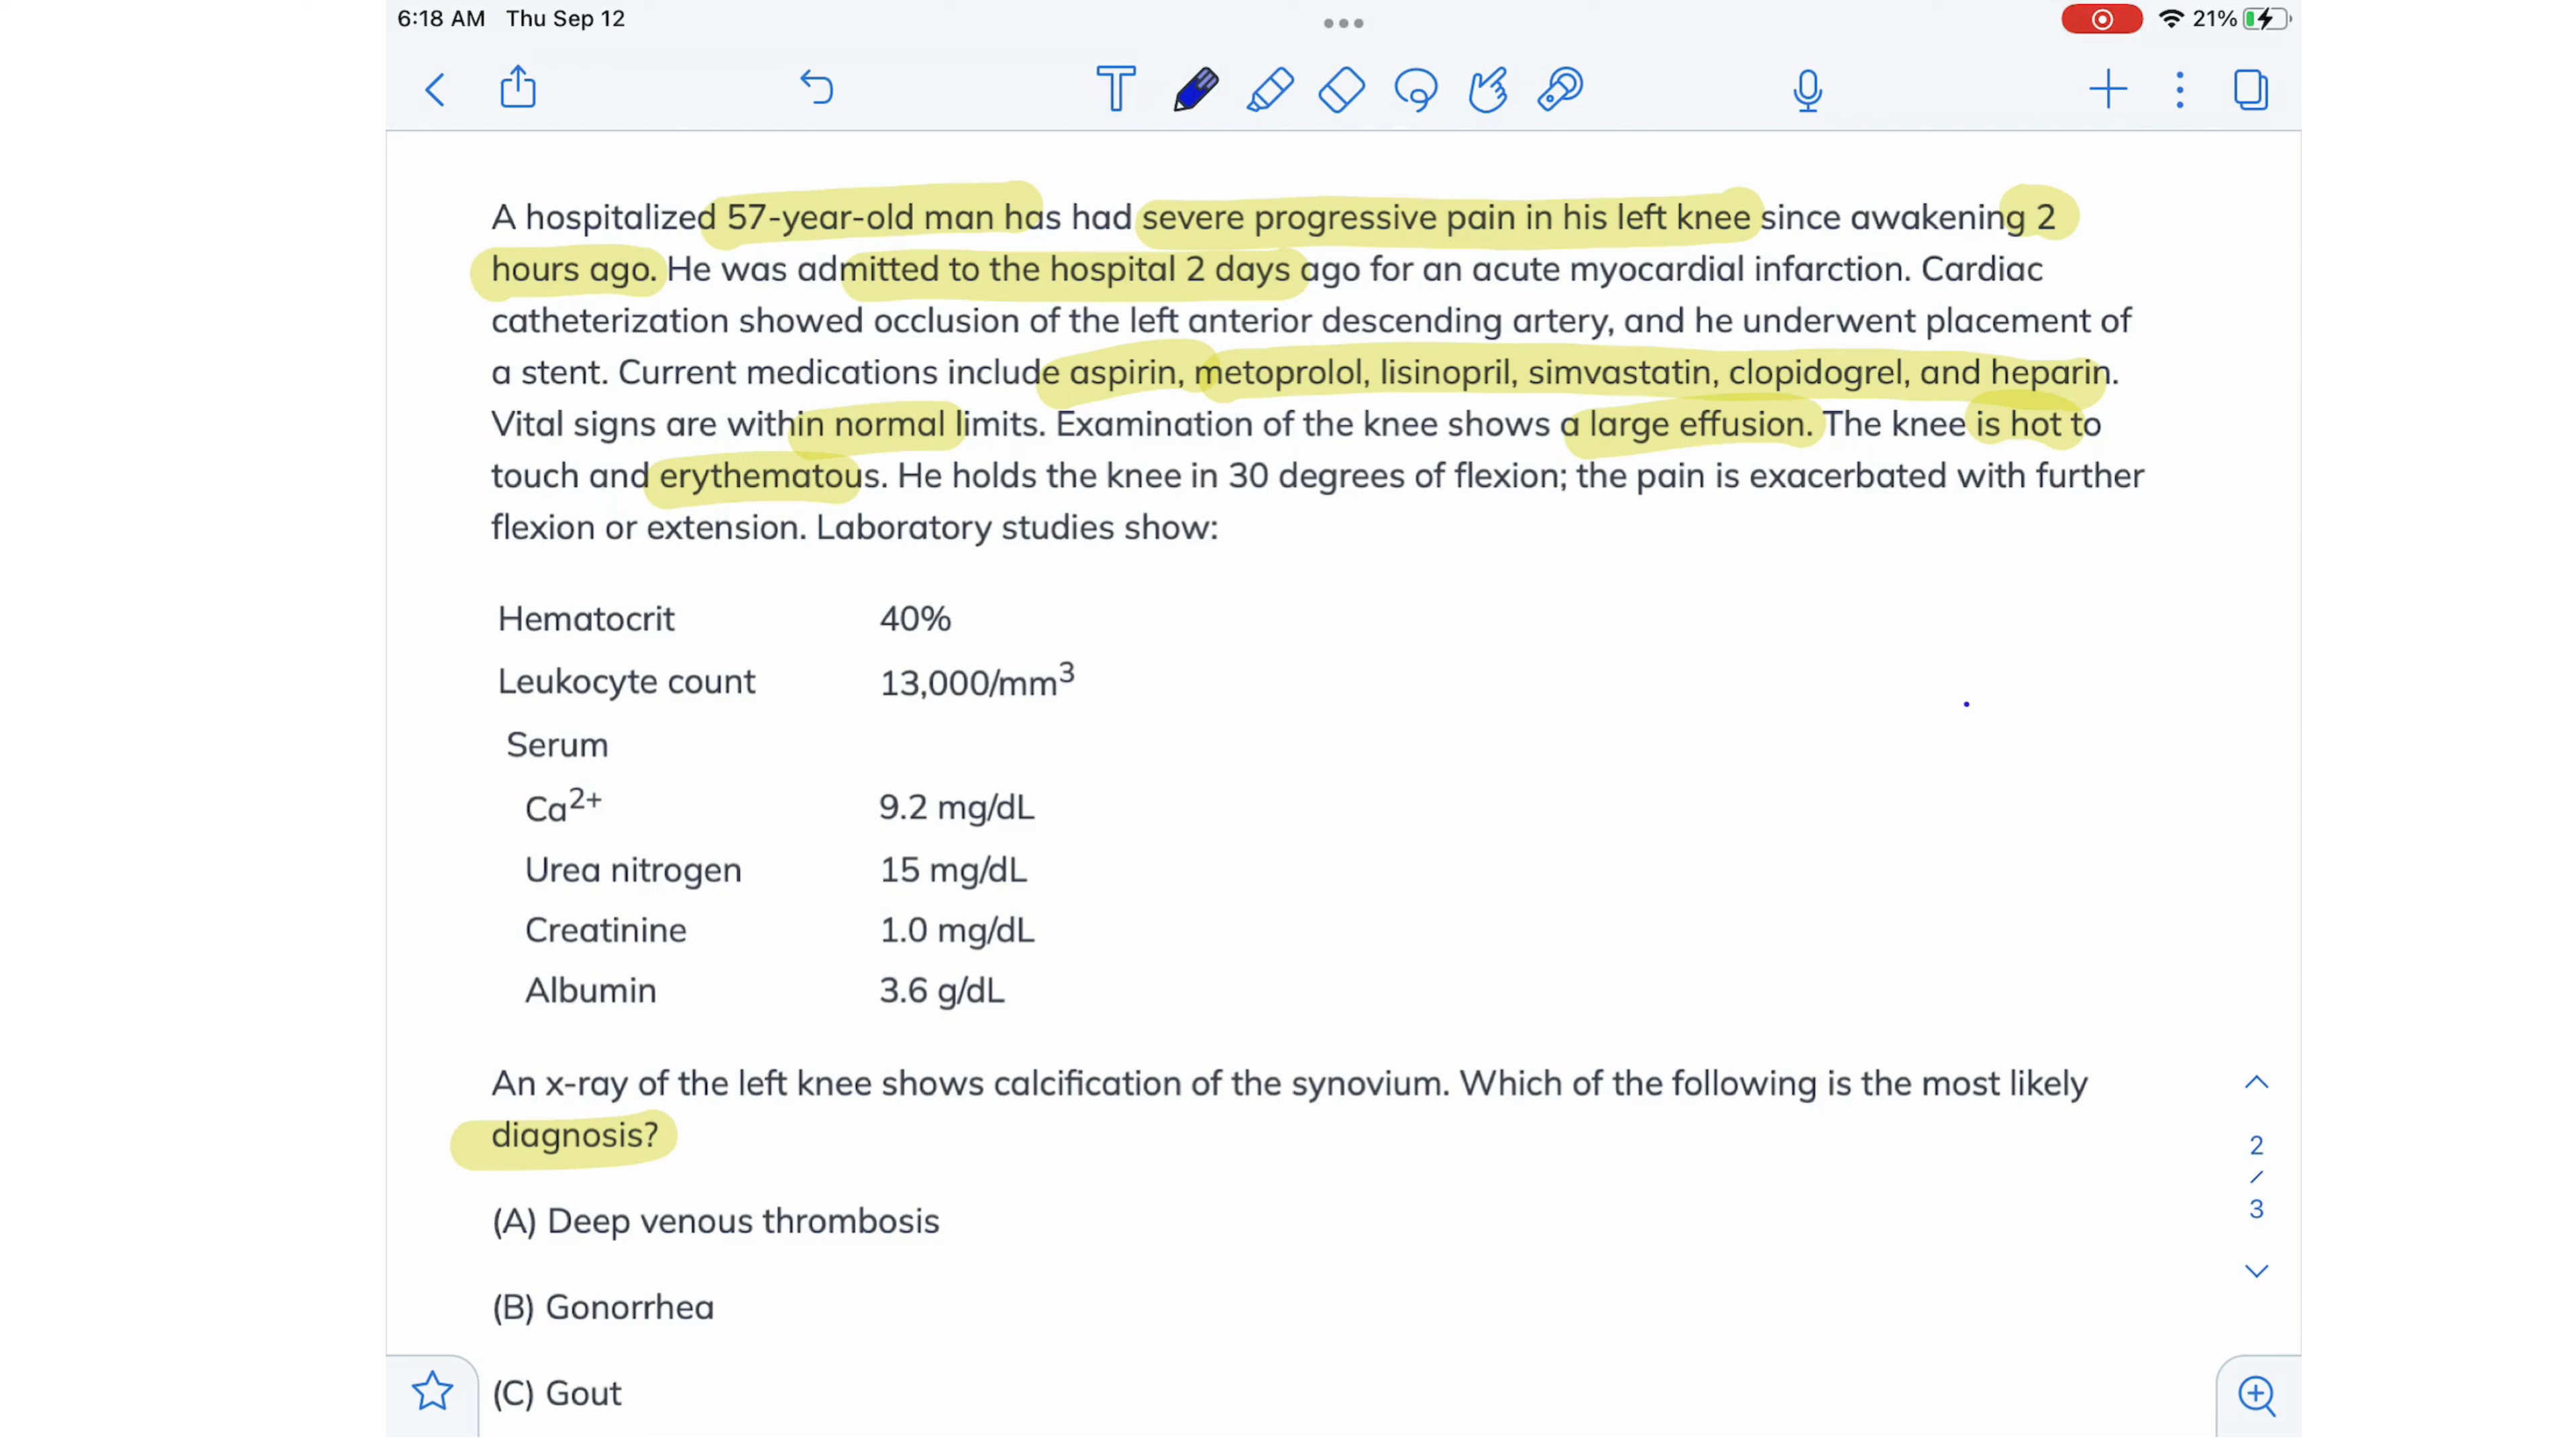 6:18 AM Thu Sep 12
21%
A hospitalized 57-year-old man has had severe progressive pain in his left knee since awakening 2
hours ago. He was admitted to the hospital 2 days ago for an acute myocardial infarction. Cardiac
catheterization showed occlusion of the left anterior descending artery, and he underwent placement of
a stent. Current medications include aspirin, metoprolol, lisinopril, simvastatin, clopidogrel, and heparin.
Vital signs are within normal limits. Examination of the knee shows a large effusion. The knee is hot to
touch and erythematous. He holds the knee in 30 degrees of flexion; the pain is exacerbated with further
flexion or extension. Laboratory studies show:
Hematocrit 40%
Leukocyte count 13,000/mm³
Serum
Ca²⁺ 9.2 mg/dL
Urea nitrogen 15 mg/dL
Creatinine 1.0 mg/dL
Albumin 3.6 g/dL
An x-ray of the left knee shows calcification of the synovium. Which of the following is the most likely
diagnosis?
(A) Deep venous thrombosis
(B) Gonorrhea
(C) Gout
2
/
3